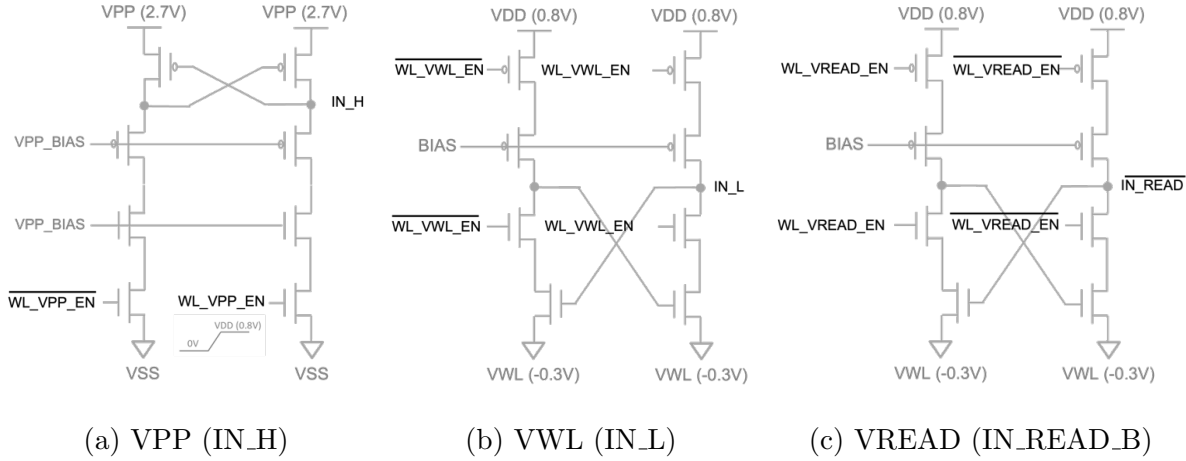 VPP (2.7V) VPP (2.7V)
IN_H
VPP_BIAS
VPP_BIAS
WL_VPP_EN WL_VPP_EN
VDD (0.8V)
0V
VSS VSS
(a) VPP (IN_H)
VDD (0.8V) VDD (0.8V)
WL_VWL_EN WL_VWL_EN
BIAS
IN_L
WL_VWL_EN WL_VWL_EN
VWL (-0.3V) VWL (-0.3V)
(b) VWL (IN_L)
VDD (0.8V) VDD (0.8V)
WL_VREAD_EN WL_VREAD_EN
BIAS
IN_READ
WL_VREAD_EN WL_VREAD_EN
VWL (-0.3V) VWL (-0.3V)
(c) VREAD (IN_READ_B)